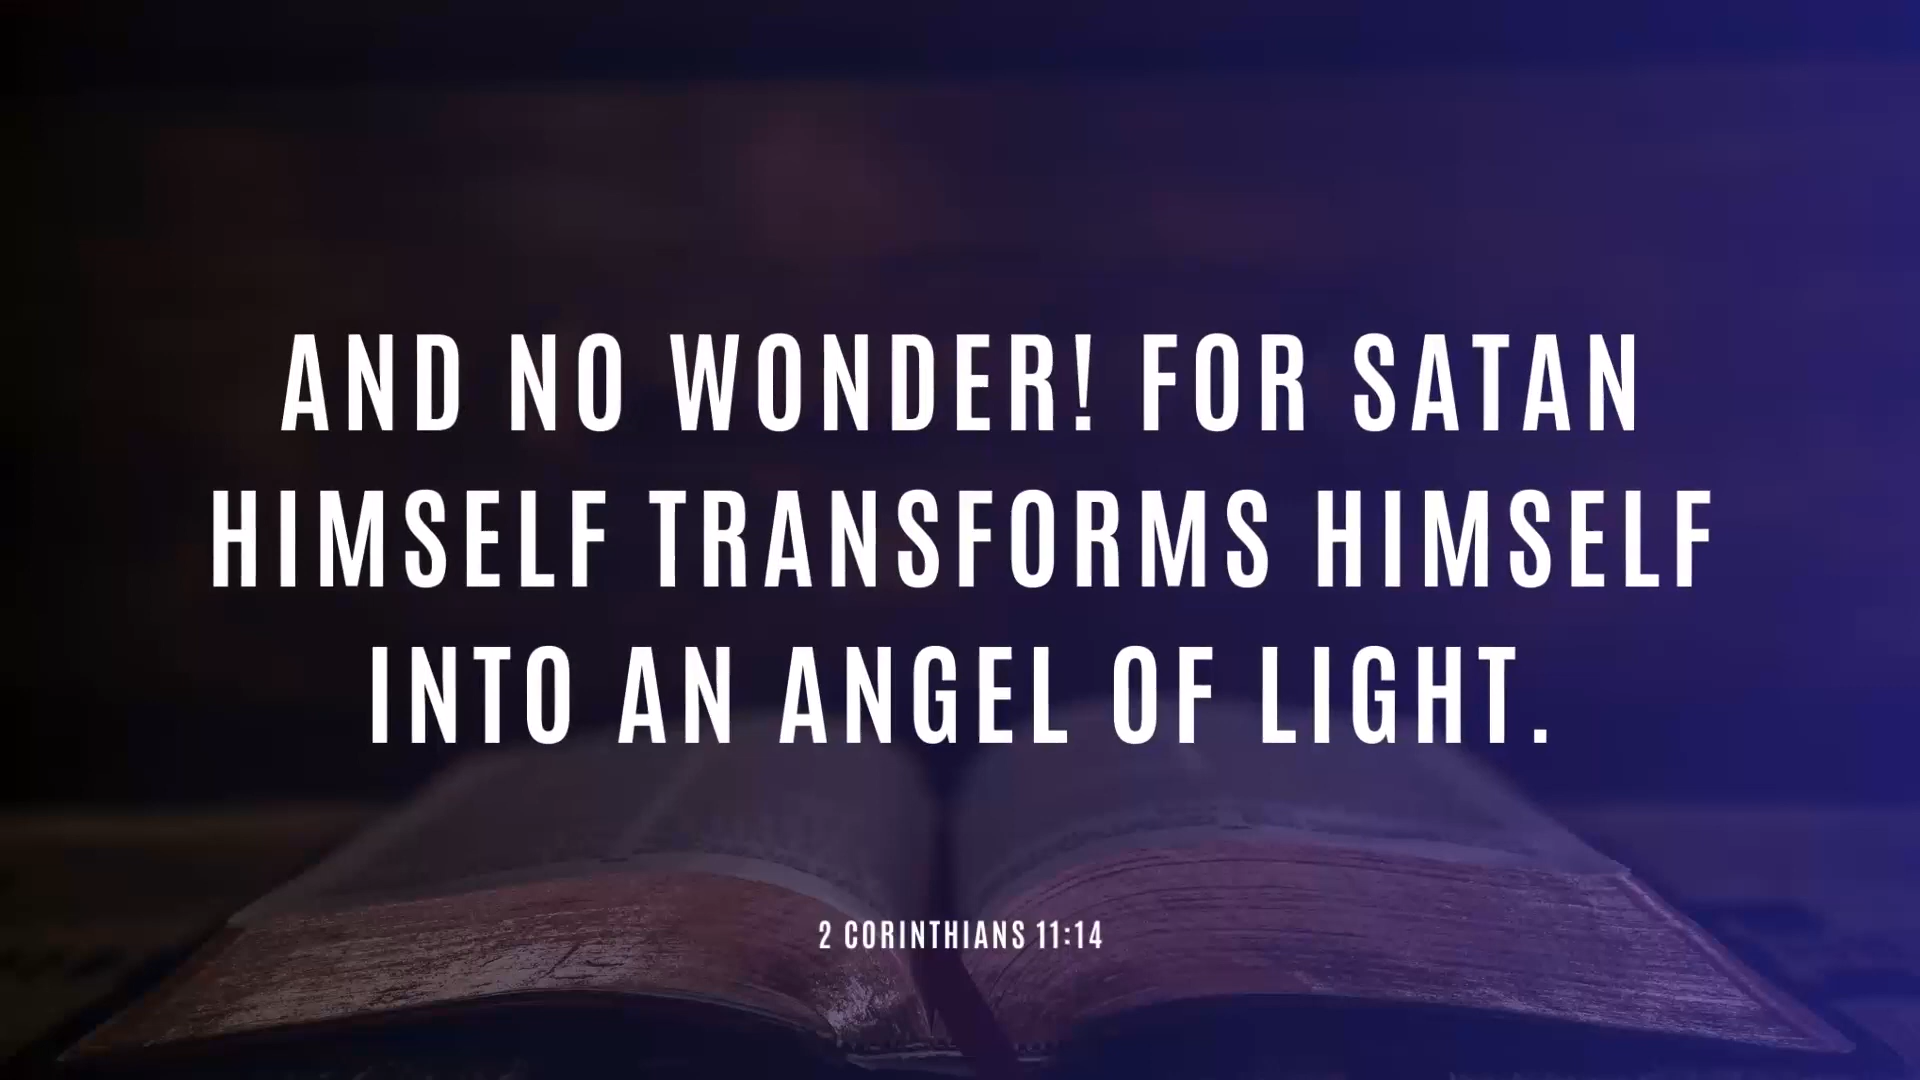 AND NO WONDER! FOR SATAN
HIMSELF TRANSFORMS HIMSELF
INTO AN ANGEL OF LIGHT.
2 CORINTHIANS 11:14